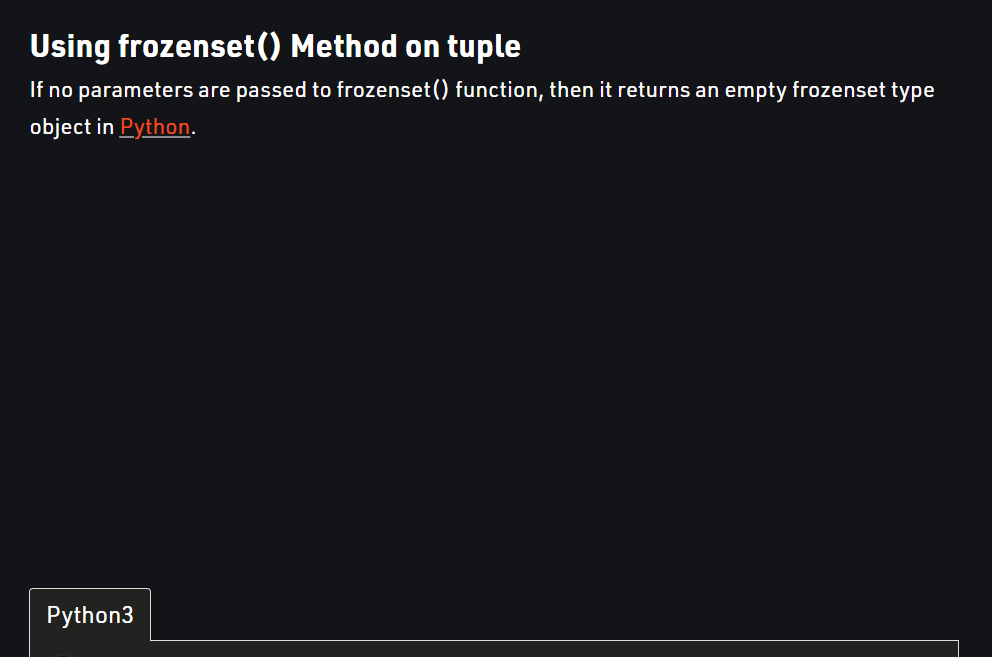 Using frozenset() Method on tuple
If no parameters are passed to frozenset() function, then it returns an empty frozenset type
object in Python.
Python3